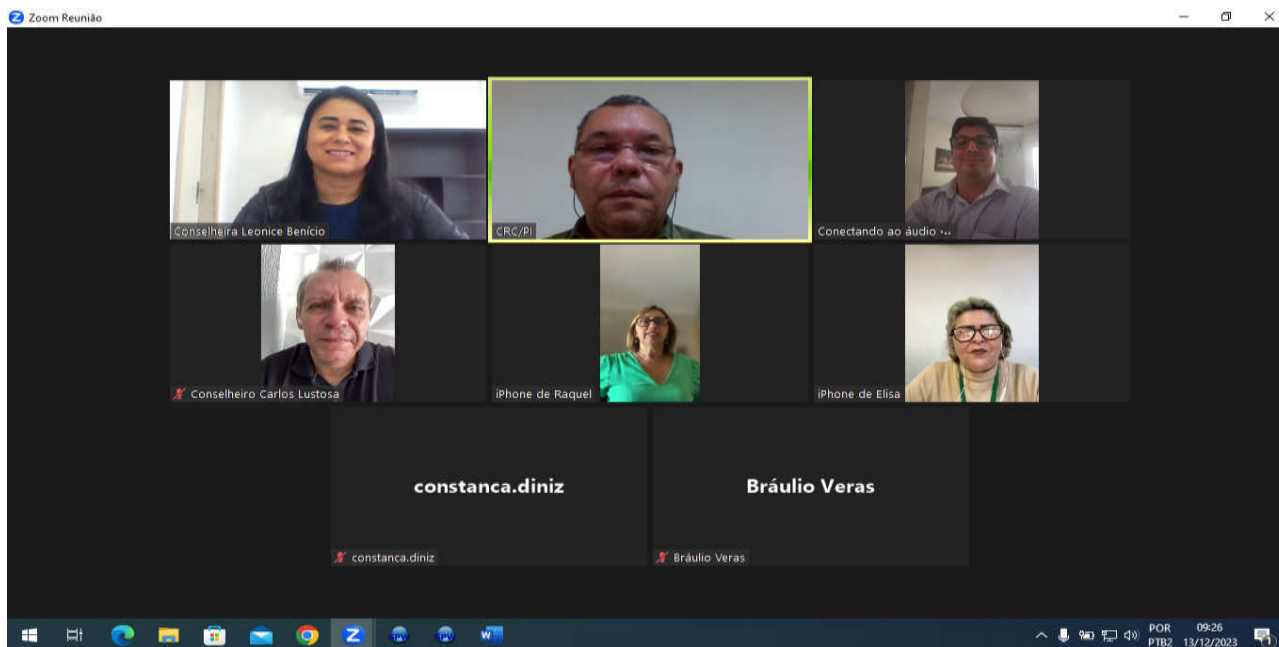 Zoom Reunião
Conselheira Leonice Benício
CRC/PI
Conectando ao áudio ...
Conselheiro Carlos Lustosa
iPhone de Raquel
iPhone de Elisa
constanca.diniz
Bráulio Veras
constanca.diniz
Bráulio Veras
POR 09:26
PTB2 13/12/2023